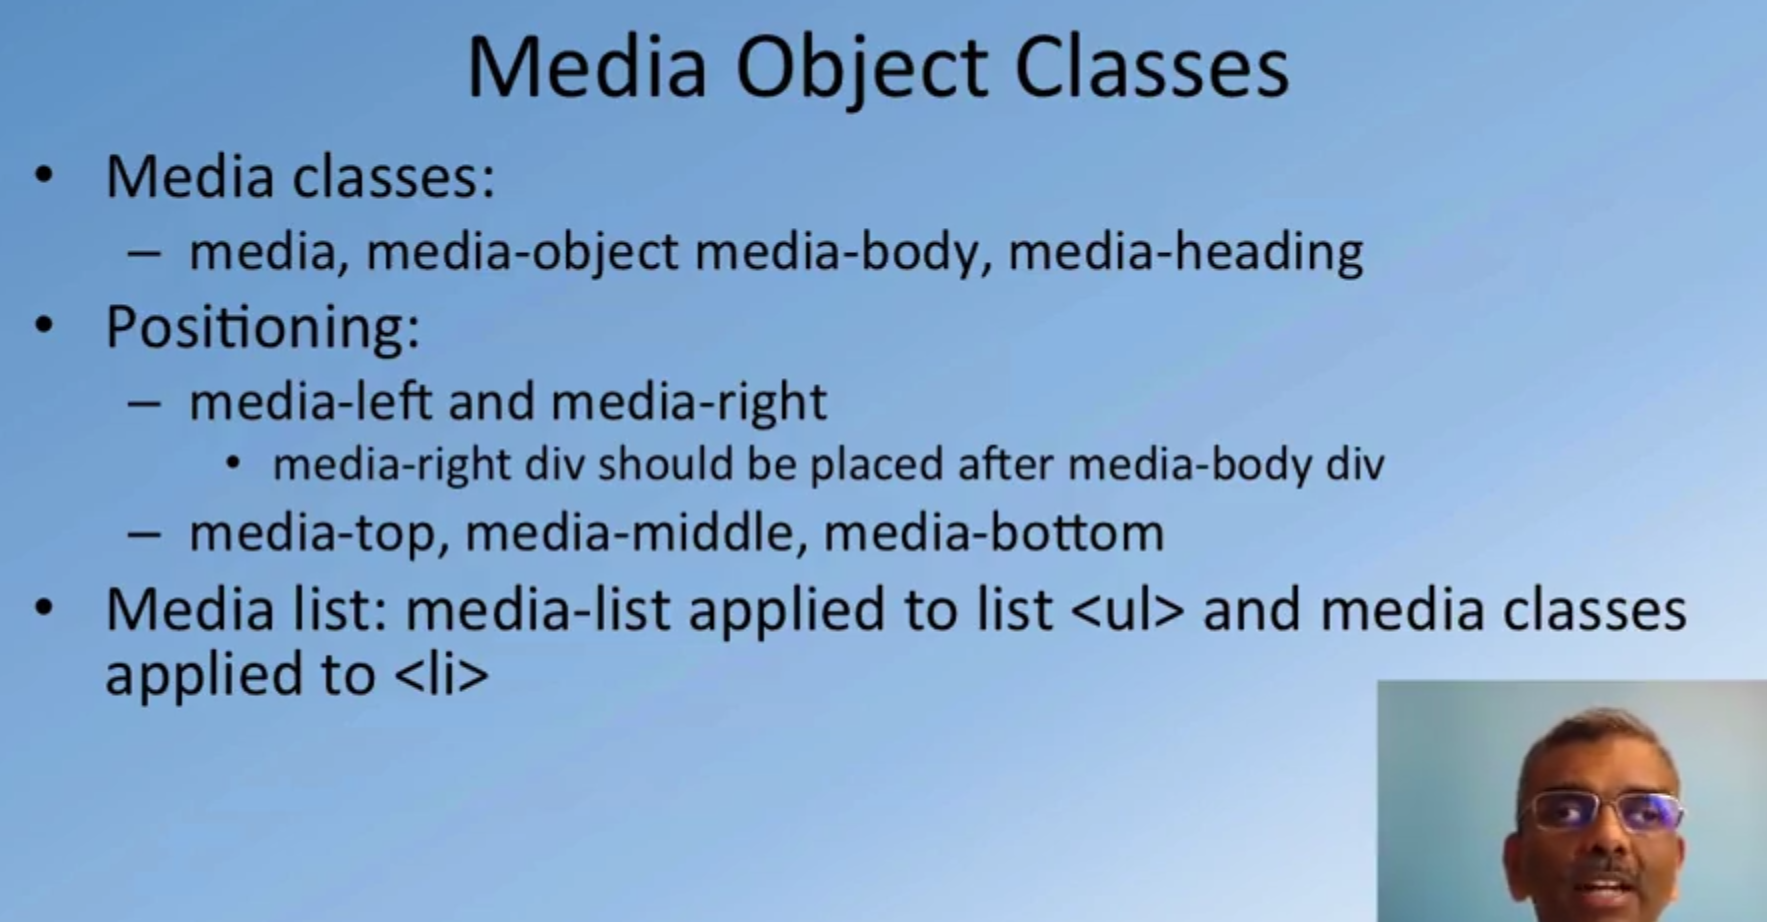 Media Object Classes
• Media classes:
– media, media-object media-body, media-heading
• Positioning:
– media-left and media-right
• media-right div should be placed after media-body div
– media-top, media-middle, media-bottom
• Media list: media-list applied to list <ul> and media classes
applied to <li>